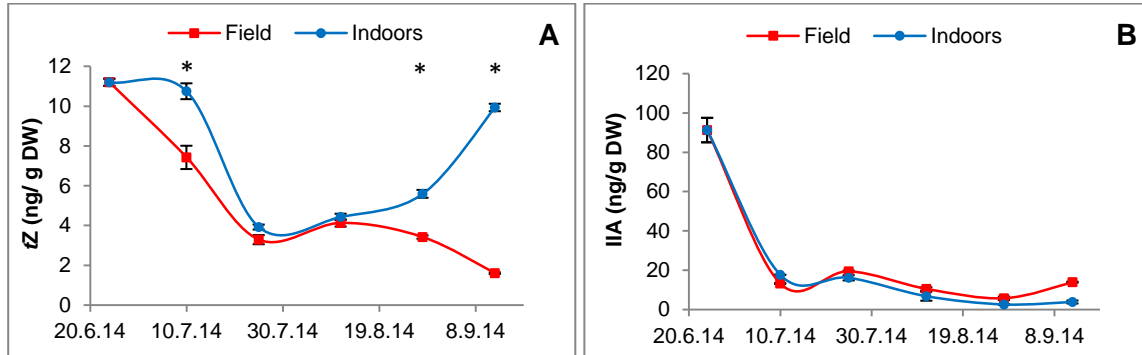 Field Indoors A
* * *
tZ (ng/ g DW)
12
10
8
6
4
2
0
20.6.14 10.7.14 30.7.14 19.8.14 8.9.14
Field Indoors B
IIA (ng/g DW)
120
100
80
60
40
20
0
20.6.14 10.7.14 30.7.14 19.8.14 8.9.14